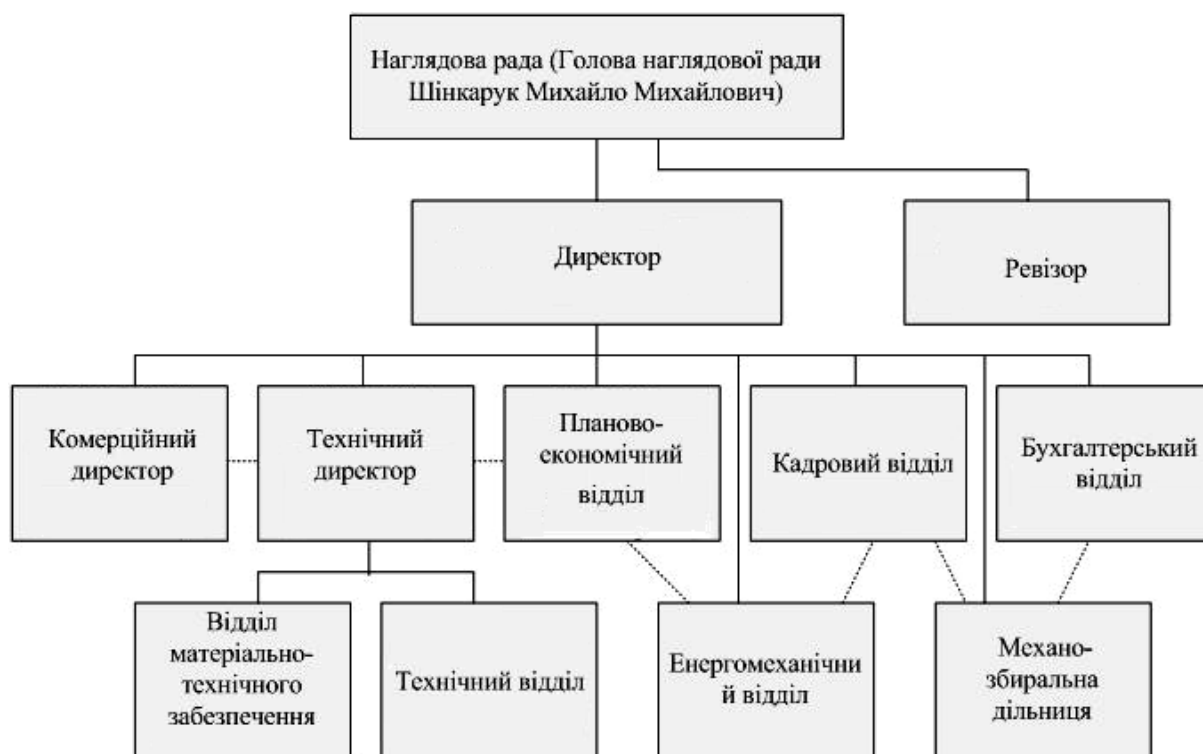 Наглядова рада (Голова наглядової ради
Шінкарук Михайло Михайлович)
Директор
Ревізор
Комерційний
директор
Технічний
директор
Планово-
економічний
відділ
Кадровий відділ
Бухгалтерський
відділ
Відділ
матеріально-
технічного
забезпечення
Технічний відділ
Енергомеханічни
й відділ
Механо-
збиральна
дільниця